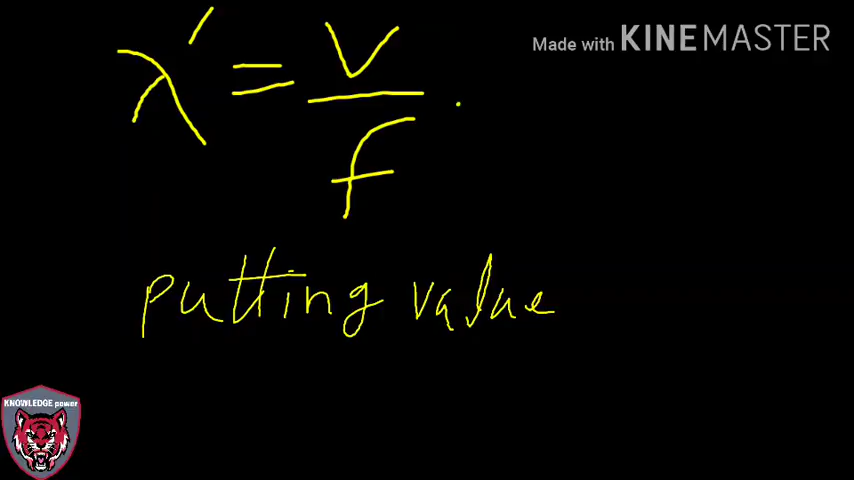 Made with KINEMASTER
λ' = v/f .
putting value
KNOWLEDGE power